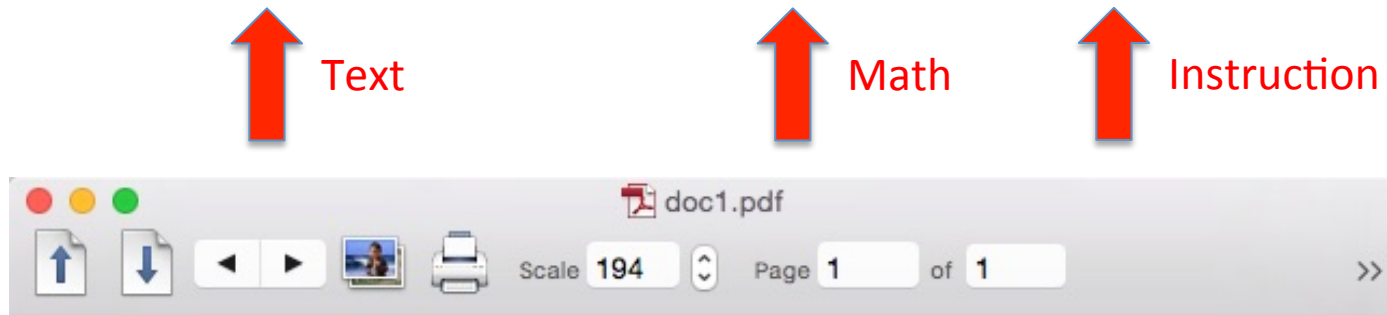 Text Math Instruction
doc1.pdf
Scale 194 Page 1 of 1 >>